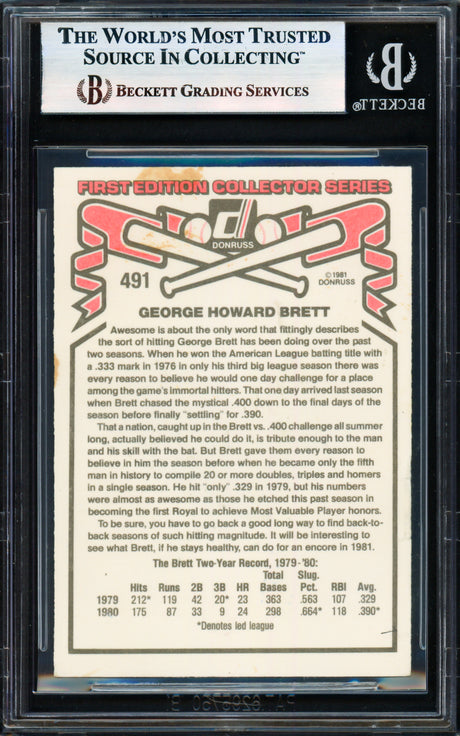 THE WORLD'S MOST TRUSTED
SOURCE IN COLLECTING™
BECKETT GRADING SERVICES
BECKETT®
FIRST EDITION COLLECTOR SERIES
d
DONRUSS
491
©1981
DONRUSS
GEORGE HOWARD BRETT
Awesome is about the only word that fittingly describes
the sort of hitting George Brett has been doing over the past
two seasons. When he won the American League batting title with
a .333 mark in 1976 in only his third big league season there was
every reason to believe he would one day challenge for a place
among the game's immortal hitters. That one day arrived last season
when Brett chased the mystical .400 down to the final days of the
season before finally "settling" for .390.
That a nation, caught up in the Brett vs. .400 challenge all summer
long, actually believed he could do it, is tribute enough to the man
and his skill with the bat. But Brett gave them every reason to
believe in him the season before when he became only the fifth
man in history to compile 20 or more doubles, triples and homers
in a single season. He hit "only" .329 in 1979, but his numbers
were almost as awesome as those he etched this past season in
becoming the first Royal to achieve Most Valuable Player honors.
To be sure, you have to go back a good long way to find back-to-
back seasons of such hitting magnitude. It will be interesting to
see what Brett, if he stays healthy, can do for an encore in 1981.
The Brett Two-Year Record, 1979-'80:
Total Slug.
Hits Runs 2B 3B HR Bases Pct. RBI Avg.
1979 212* 119 42 20* 23 363 .563 107 .329
1980 175 87 33 9 24 298 .664* 118 .390*
*Denotes led league